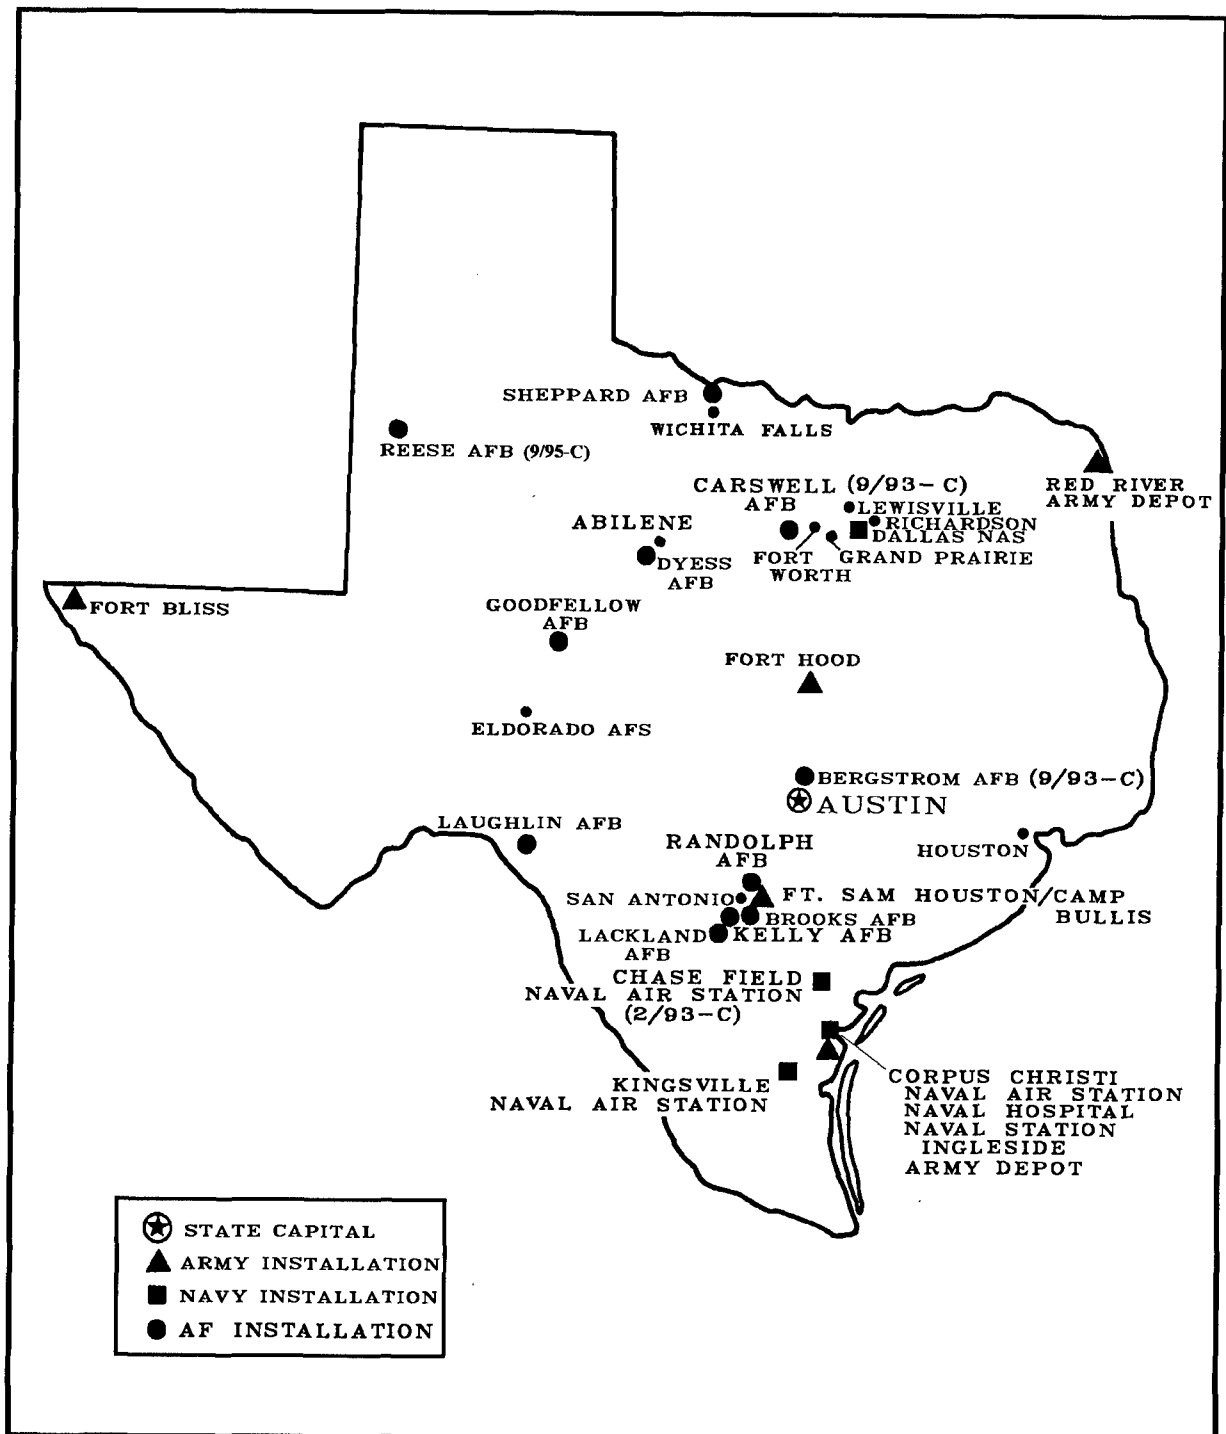 SHEPPARD AFB
WICHITA FALLS
REESE AFB (9/95-C)
CARSWELL (9/93-C)
AFB
LEWISVILLE
RICHARDSON
DALLAS NAS
RED RIVER
ARMY DEPOT
ABILENE
DYESS
AFB
FORT
WORTH
GRAND PRAIRIE
FORT BLISS
GOODFELLOW
AFB
FORT HOOD
ELDORADO AFS
BERGSTROM AFB (9/93-C)
AUSTIN
LAUGHLIN AFB
HOUSTON
RANDOLPH
AFB
SAN ANTONIO
FT. SAM HOUSTON/CAMP
BULLIS
BROOKS AFB
LACKLAND
AFB
KELLY AFB
CHASE FIELD
NAVAL AIR STATION
(2/93-C)
KINGSVILLE
NAVAL AIR STATION
CORPUS CHRISTI
NAVAL AIR STATION
NAVAL HOSPITAL
NAVAL STATION
INGLESIDE
ARMY DEPOT
STATE CAPITAL
ARMY INSTALLATION
NAVY INSTALLATION
AF INSTALLATION